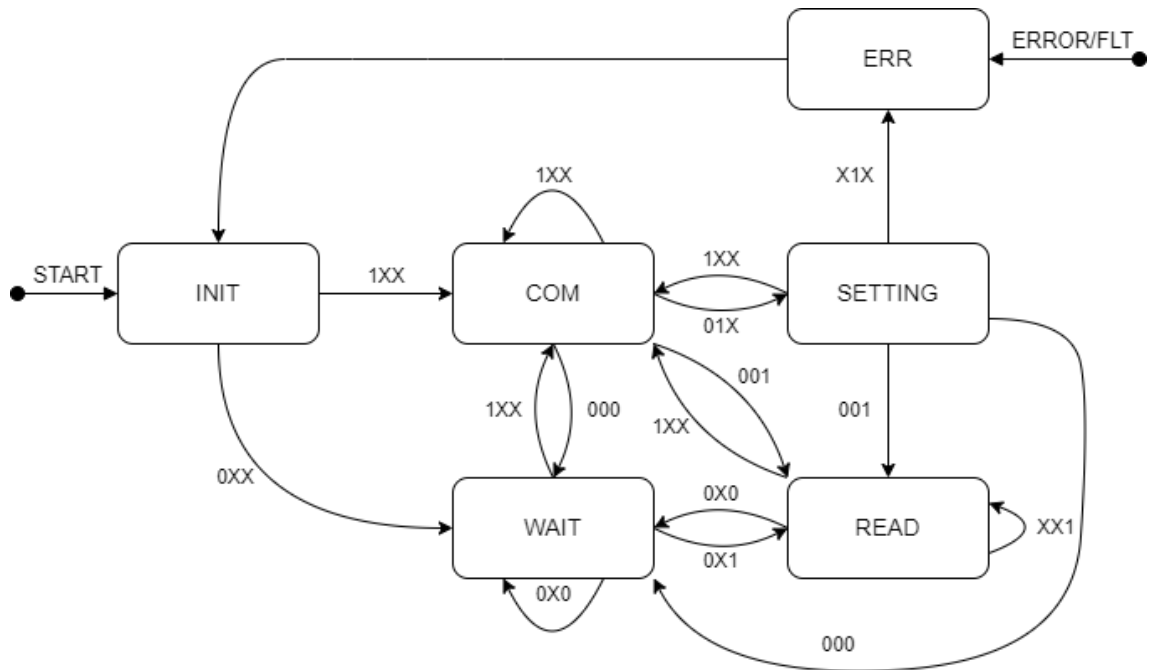 ERR
ERROR/FLT
X1X
1XX
START
INIT
1XX
COM
1XX
01X
SETTING
001
1XX
000
1XX
001
0XX
WAIT
0X0
0X1
READ
XX1
0X0
000